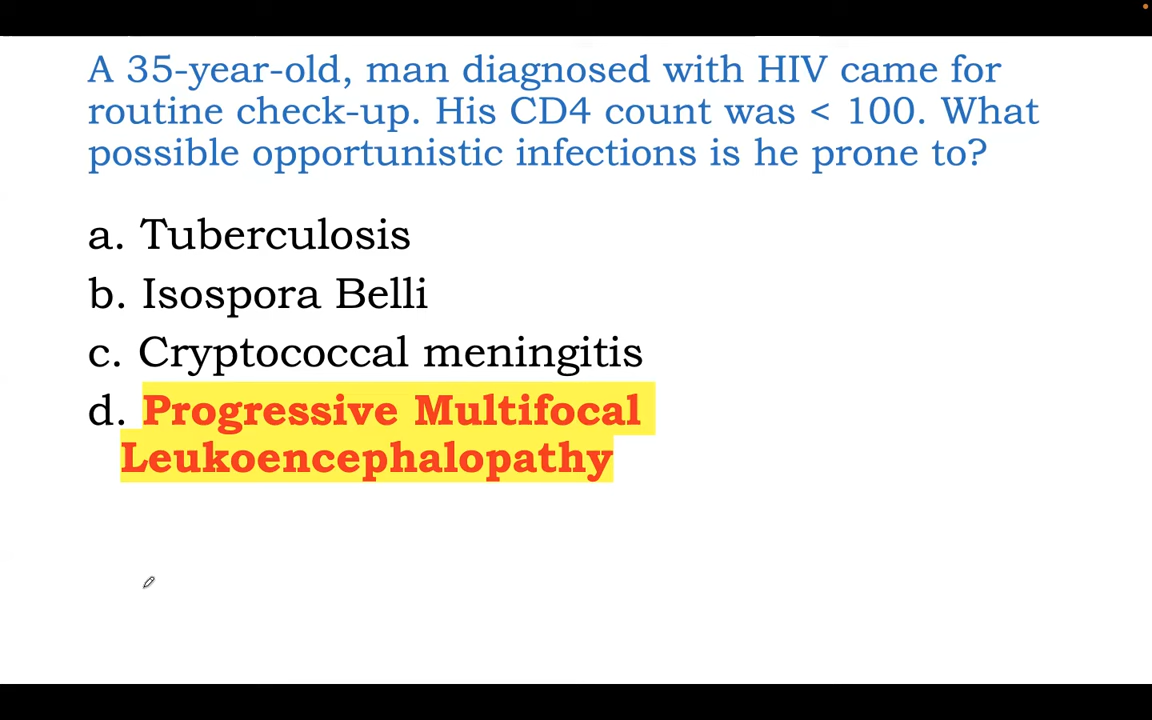 A 35-year-old, man diagnosed with HIV came for
routine check-up. His CD4 count was < 100. What
possible opportunistic infections is he prone to?
a. Tuberculosis
b. Isospora Belli
c. Cryptococcal meningitis
d. Progressive Multifocal
Leukoencephalopathy